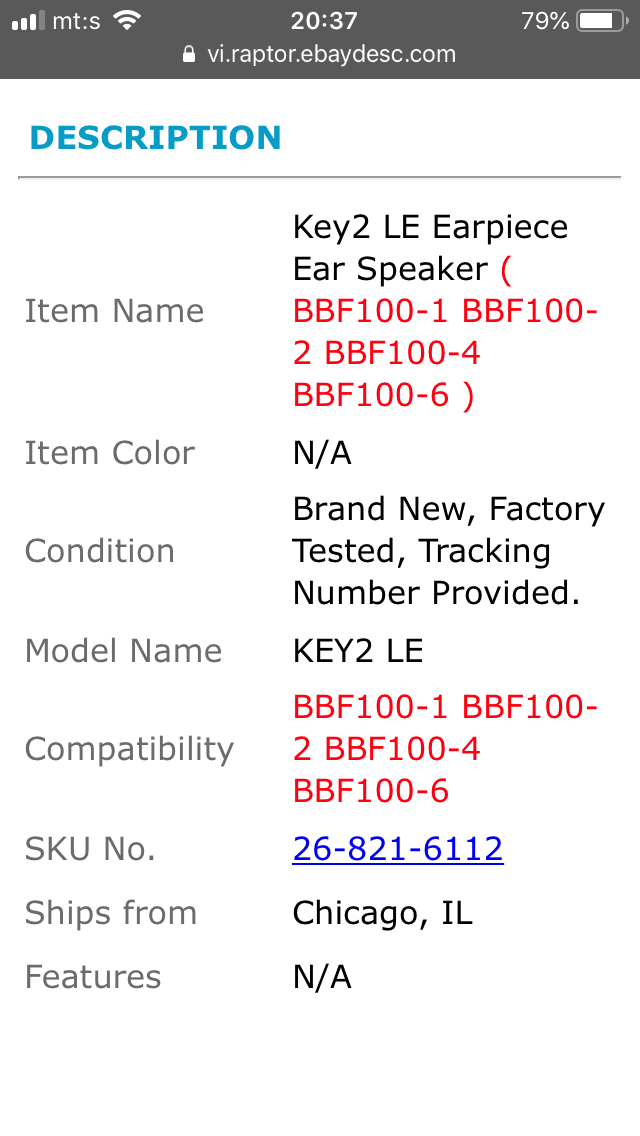 mt:s 20:37 79%
vi.raptor.ebaydesc.com
DESCRIPTION
Key2 LE Earpiece
Ear Speaker (
Item Name BBF100-1 BBF100-
2 BBF100-4
BBF100-6 )
Item Color N/A
Brand New, Factory
Condition Tested, Tracking
Number Provided.
Model Name KEY2 LE
BBF100-1 BBF100-
Compatibility 2 BBF100-4
BBF100-6
SKU No. 26-821-6112
Ships from Chicago, IL
Features N/A